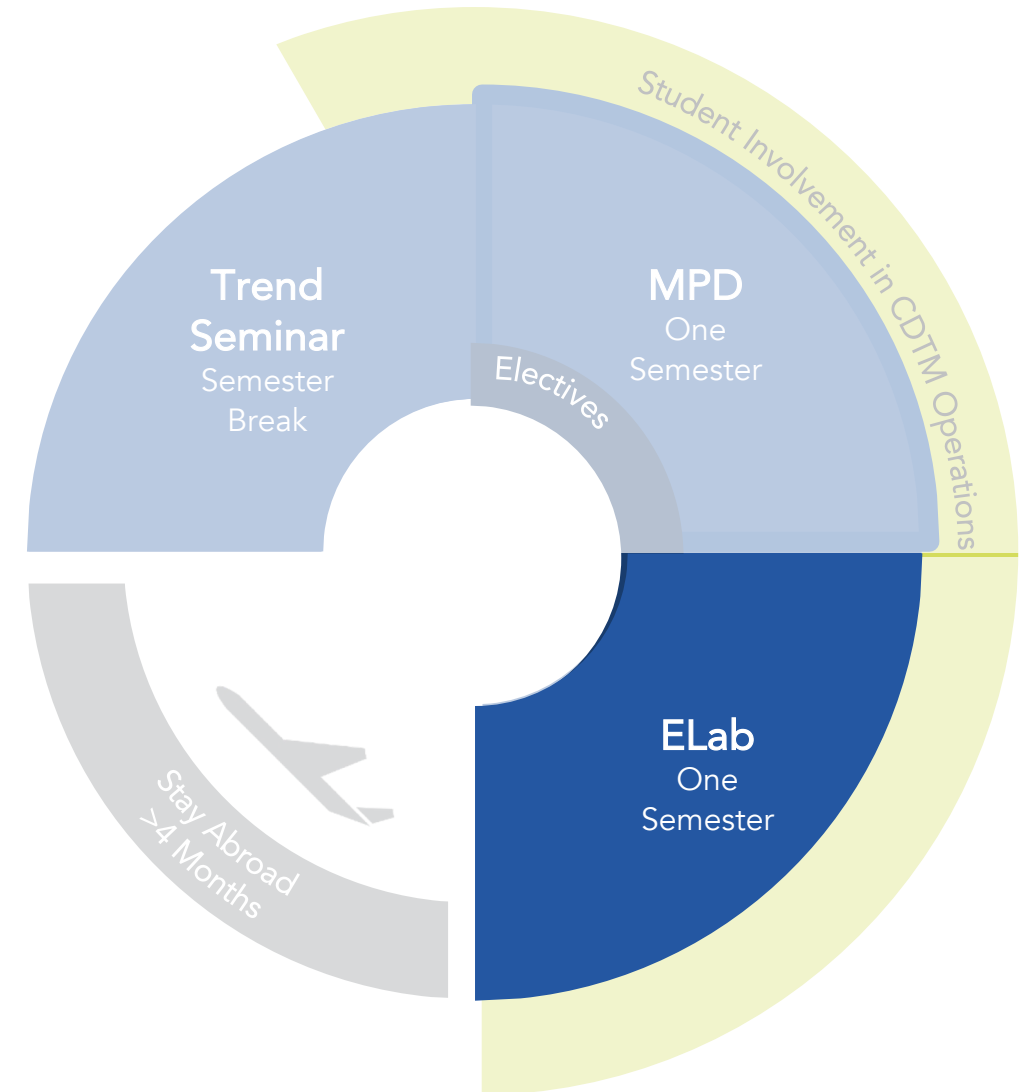 Student Involvement in CDTM Operations
Trend
Seminar
Semester
Break
MPD
One
Semester
Electives
ELab
One
Semester
Stay Abroad
>4 Months